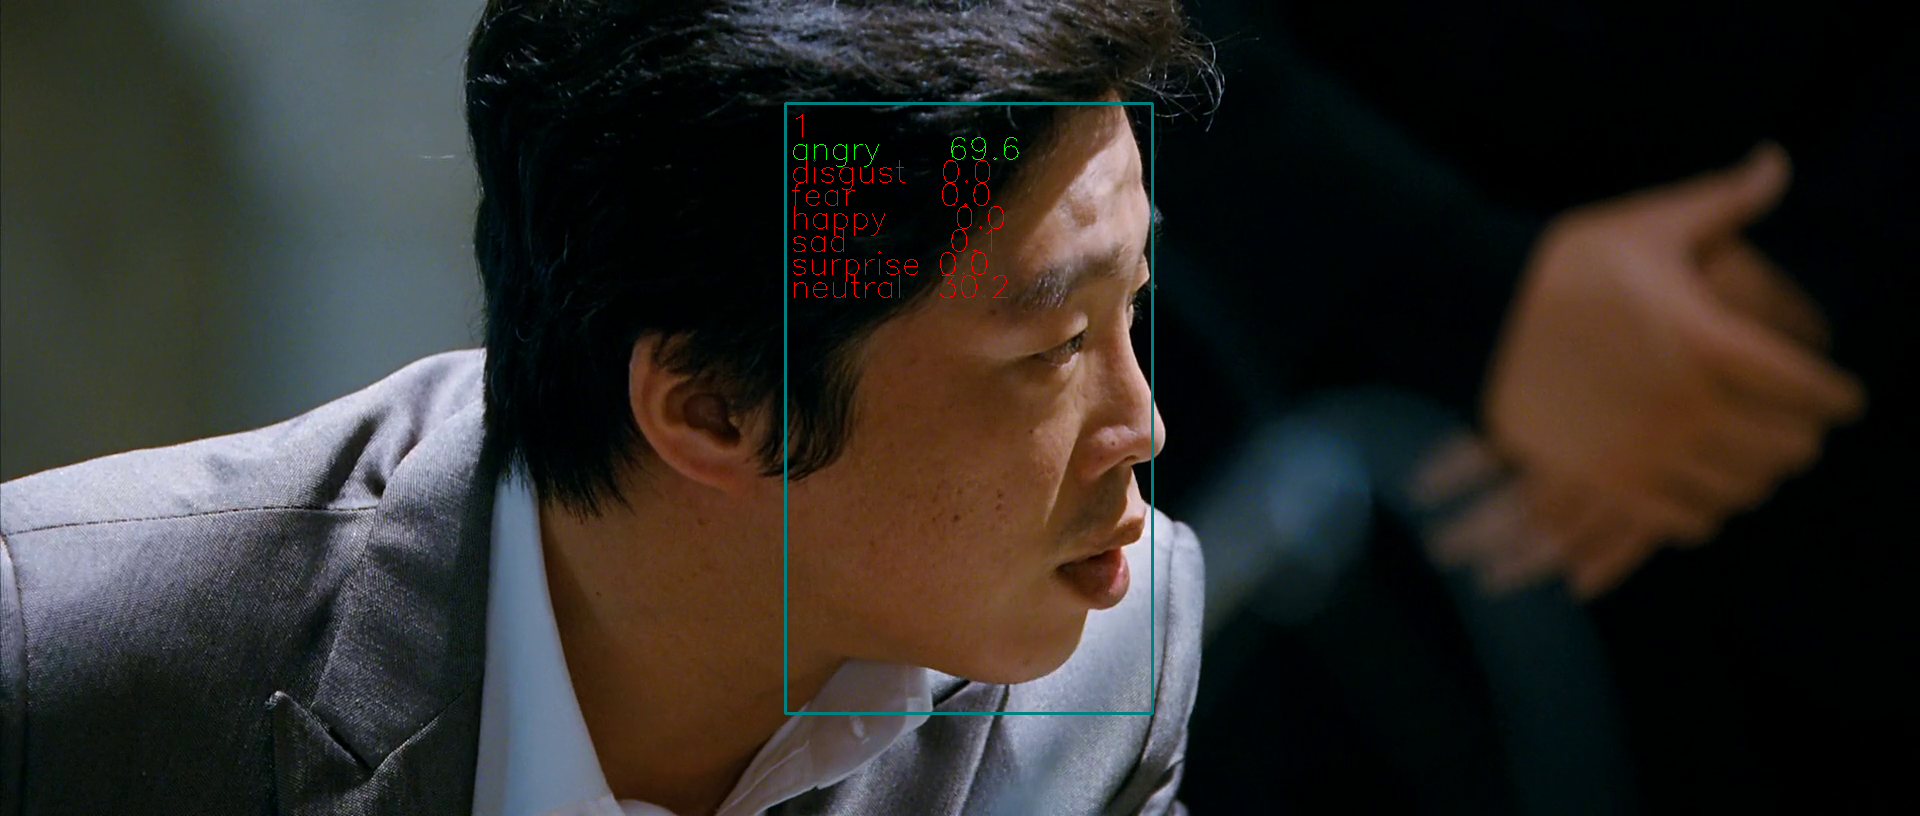 1
angry 69.6
disgust 0.0
fear 0.0
happy 0.0
sad 0.1
surprise 0.0
neutral 30.2